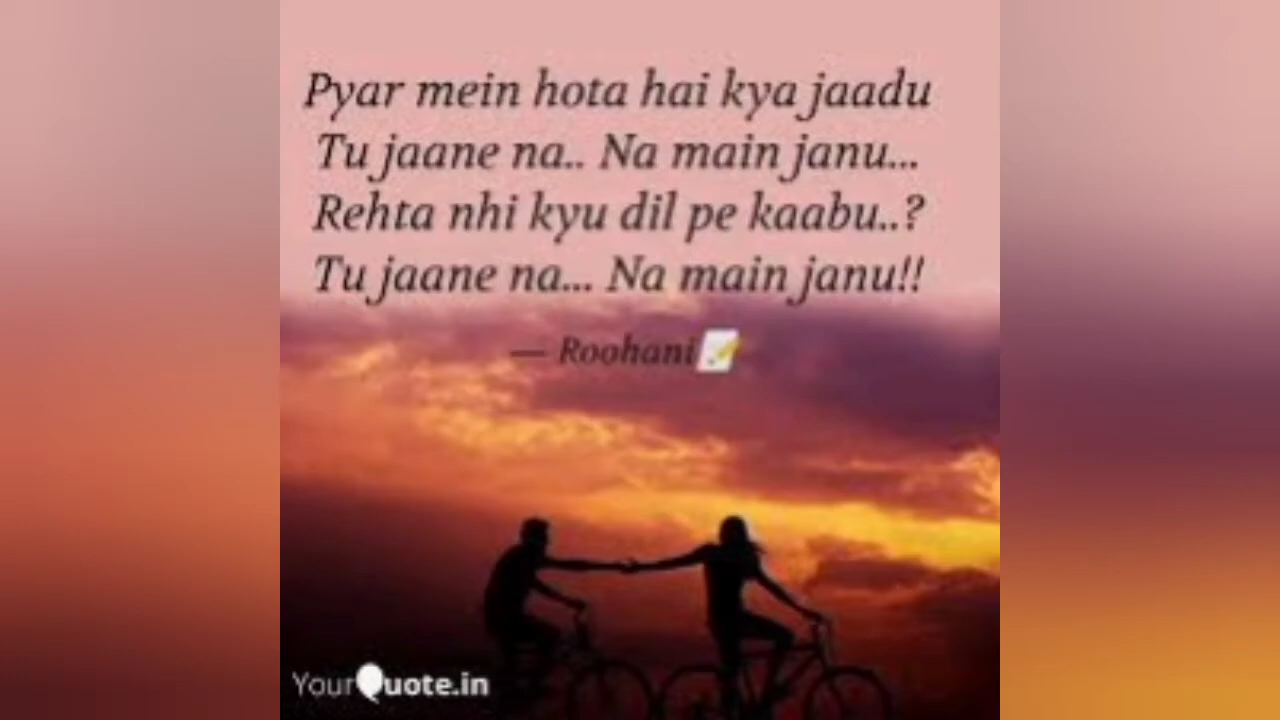 Pyar mein hota hai kya jaadu
Tu jaane na.. Na main janu...
Rehta nhi kyu dil pe kaabu..?
Tu jaane na... Na main janu!!
— Roohani📝
YourQuote.in